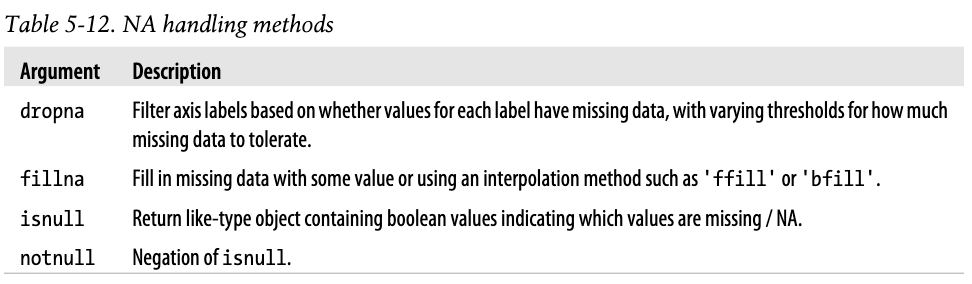 Table 5-12. NA handling methods
Argument Description
dropna Filter axis labels based on whether values for each label have missing data, with varying thresholds for how much
missing data to tolerate.
fillna Fill in missing data with some value or using an interpolation method such as 'ffill' or 'bfill'.
isnull Return like-type object containing boolean values indicating which values are missing / NA.
notnull Negation of isnull.